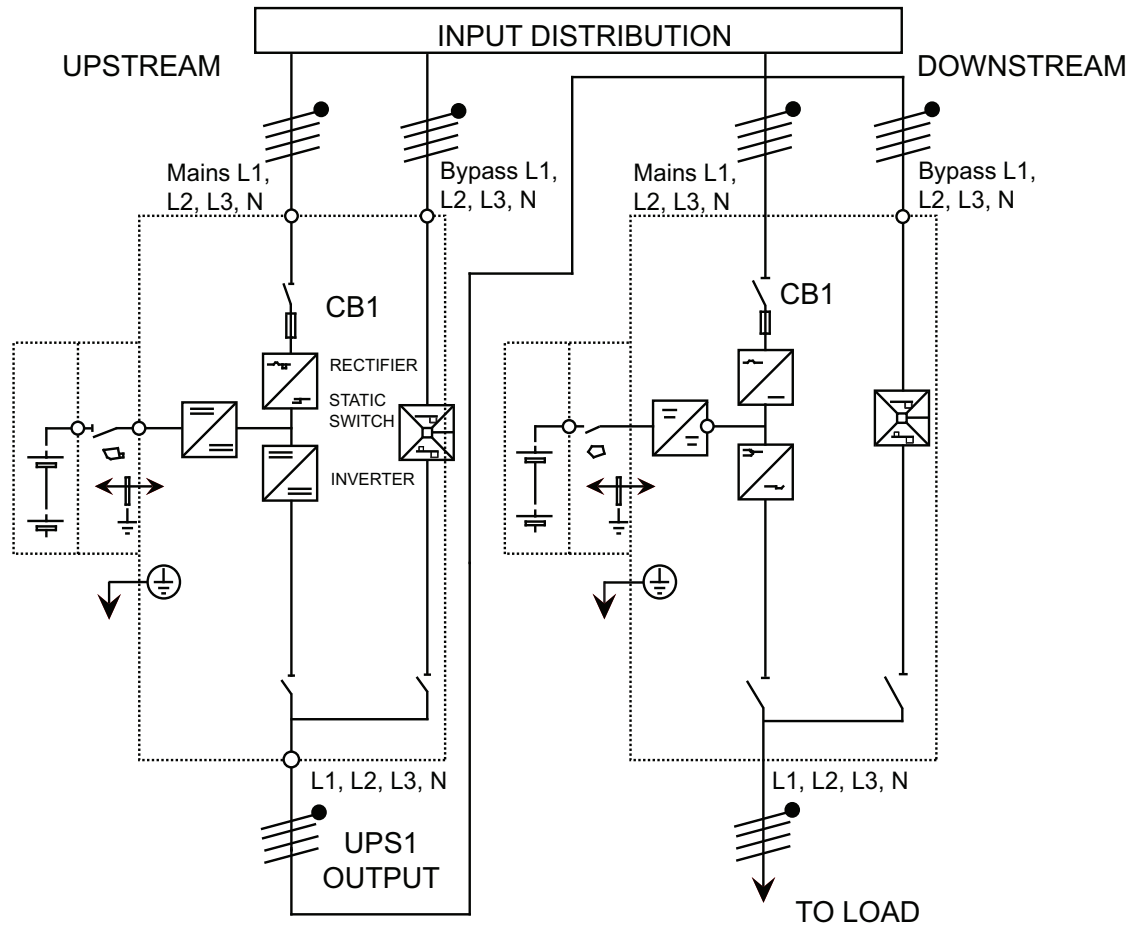 INPUT DISTRIBUTION
UPSTREAM
DOWNSTREAM
Mains L1,
L2, L3, N
Bypass L1,
L2, L3, N
Mains L1,
L2, L3, N
Bypass L1,
L2, L3, N
CB1
CB1
RECTIFIER
STATIC
SWITCH
INVERTER
L1, L2, L3, N
L1, L2, L3, N
UPS1
OUTPUT
TO LOAD